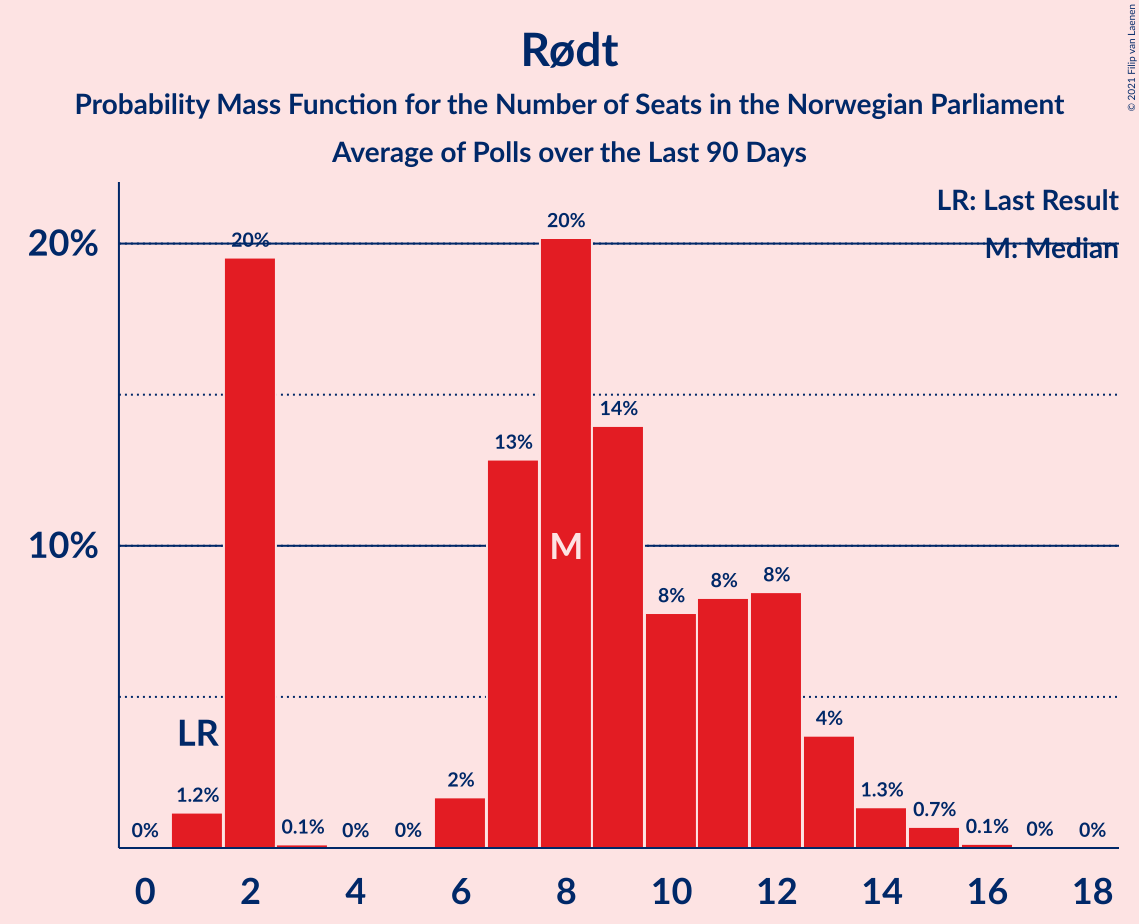 Rødt
Probability Mass Function for the Number of Seats in the Norwegian Parliament
Average of Polls over the Last 90 Days
© 2021 Filip van Laenen
LR: Last Result
M: Median
20%
10%
0%
1.2%
20%
0.1%
0%
0%
2%
13%
20%
14%
8%
8%
8%
4%
1.3%
0.7%
0.1%
0%
0%
LR
M
0 2 4 6 8 10 12 14 16 18